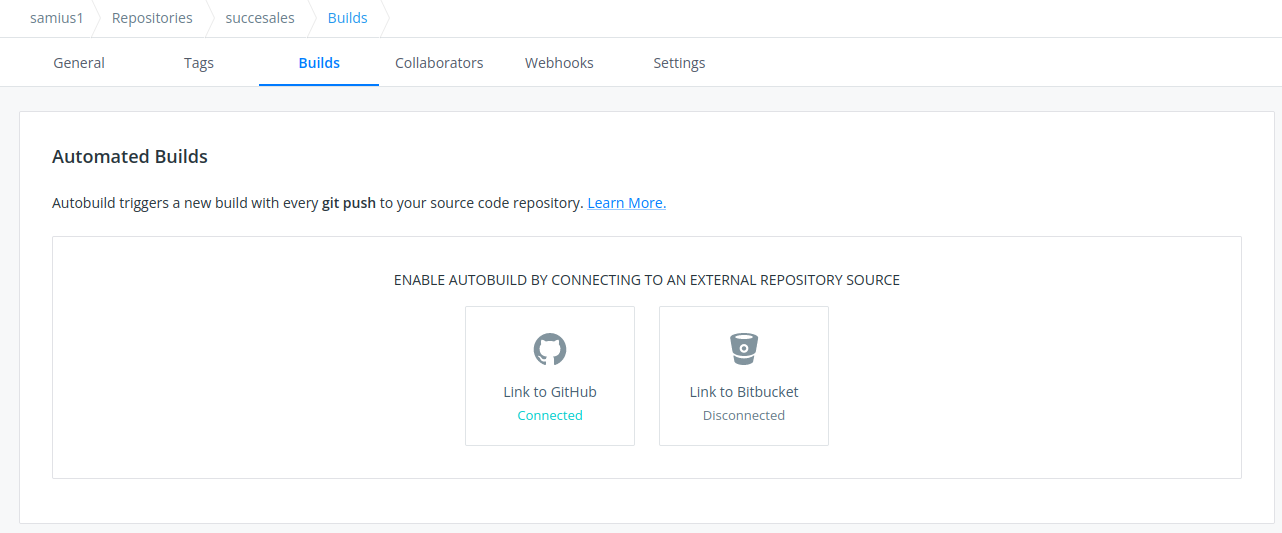 samius1 Repositories succesales Builds
General Tags Builds Collaborators Webhooks Settings
Automated Builds
Autobuild triggers a new build with every git push to your source code repository. Learn More.
ENABLE AUTOBUILD BY CONNECTING TO AN EXTERNAL REPOSITORY SOURCE
Link to GitHub Link to Bitbucket
Connected Disconnected